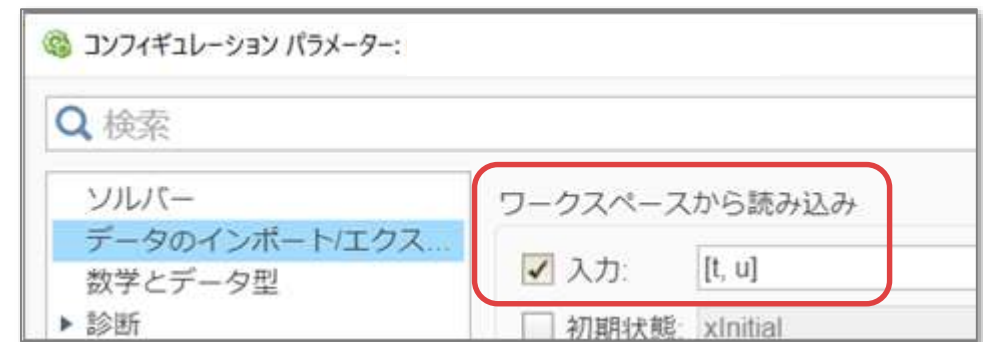 コンフィギュレーション パラメーター:
検索
ソルバー
データのインポート/エクス...
数学とデータ型
診断
ワークスペースから読み込み
入力: [t, u]
初期状態: xInitial